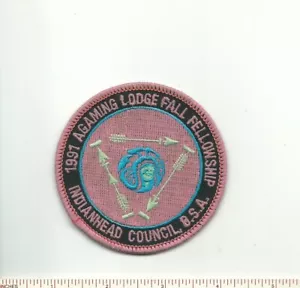 1991 AGAMING LODGE FALL FELLOWSHIP
INDIANHEAD COUNCIL, B.S.A.